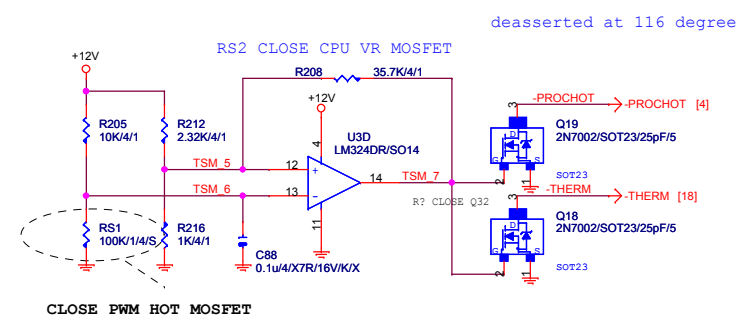 deasserted at 116 degree
RS2 CLOSE CPU VR MOSFET
+12V
R208 35.7K/4/1
+12V
R205
10K/4/1
R212
2.32K/4/1
U3D
LM324DR/SO14
4
TSM_5 12 +
TSM_6 13 -
14 TSM_7
11
R? CLOSE Q32
3 -PROCHOT -PROCHOT [4]
Q19
2N7002/SOT23/25pF/5
D
G S
2 1
SOT23
3 -THERM -THERM [18]
Q18
2N7002/SOT23/25pF/5
D
G S
2 1
SOT23
RS1
100K/1/4/S
R216
1K/4/1
C88
0.1u/4/X7R/16V/K/X
CLOSE PWM HOT MOSFET